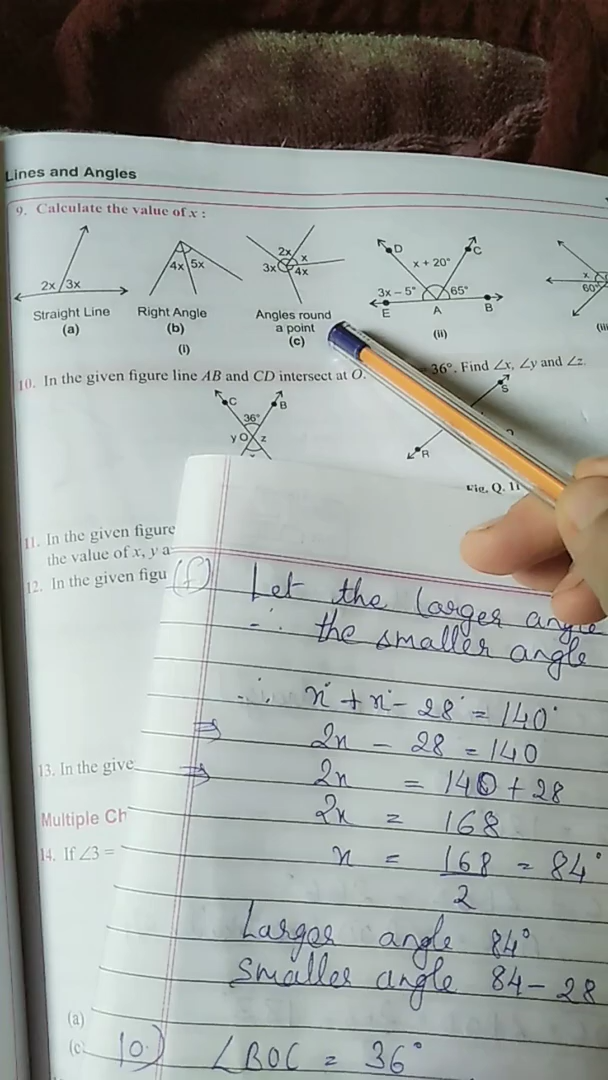 Lines and Angles
9. Calculate the value of x :
2x 3x
Straight Line
(a)
4x 5x
Right Angle
(b)
(i)
2x
x
3x 4x
Angles round
a point
(c)
D
C
x + 20°
3x – 5° 65°
E A B
(ii)
x
60°
10. In the given figure line AB and CD intersect at O.
36°. Find ∠x, ∠y and ∠z.
C
B
36°
y O z
S
R
Fig. Q. 11
11. In the given figure
the value of x, y a
12. In the given figu
(f) Let the larger angle
∴ the smaller angle
∴ x° + x° – 28° = 140°
⇒ 2x – 28 = 140
⇒ 2x = 140 + 28
2x = 168
x = 168 = 84°
2
Larger angle 84°
Smaller angle 84 – 28
13. In the give
Multiple Ch
14. If ∠3 =
(a)
(c
10.) ∠BOC = 36°